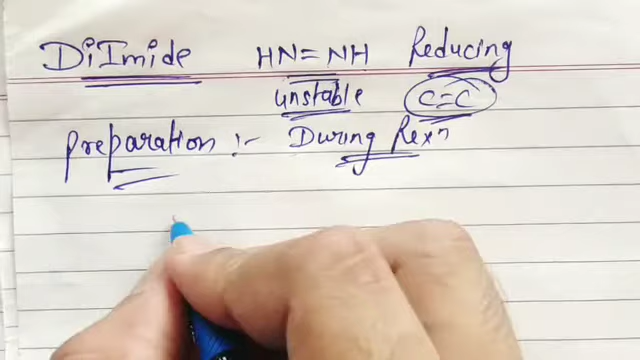 DiImide HN=NH Reducing
unstable C=C
Preparation :- During Rexn